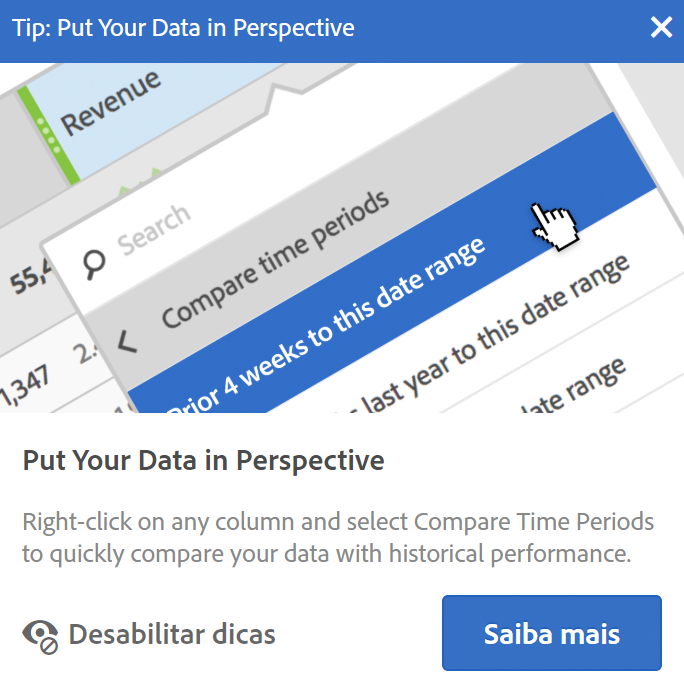 Tip: Put Your Data in Perspective
Revenue
Search
55,4
Compare time periods
1,347
2.
Prior 4 weeks to this date range
last year to this date range
date range
Put Your Data in Perspective
Right-click on any column and select Compare Time Periods
to quickly compare your data with historical performance.
Desabilitar dicas
Saiba mais